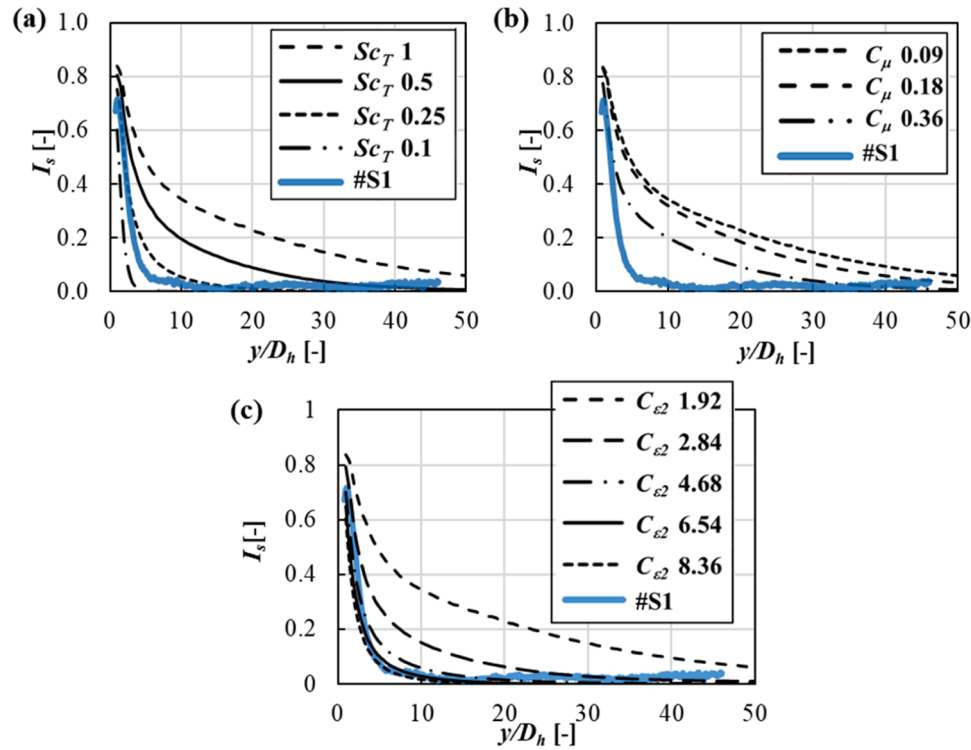 (a)
1.0
0.8
0.6
0.4
0.2
0.0
I_s [-]
Sc_T 1
Sc_T 0.5
Sc_T 0.25
Sc_T 0.1
#S1
0 10 20 30 40 50
y/D_h [-]
(b)
1.0
0.8
0.6
0.4
0.2
0.0
I_s [-]
C_μ 0.09
C_μ 0.18
C_μ 0.36
#S1
0 10 20 30 40 50
y/D_h [-]
(c)
1
0.8
0.6
0.4
0.2
0
I_s [-]
C_ε2 1.92
C_ε2 2.84
C_ε2 4.68
C_ε2 6.54
C_ε2 8.36
#S1
0 10 20 30 40 50
y/D_h [-]